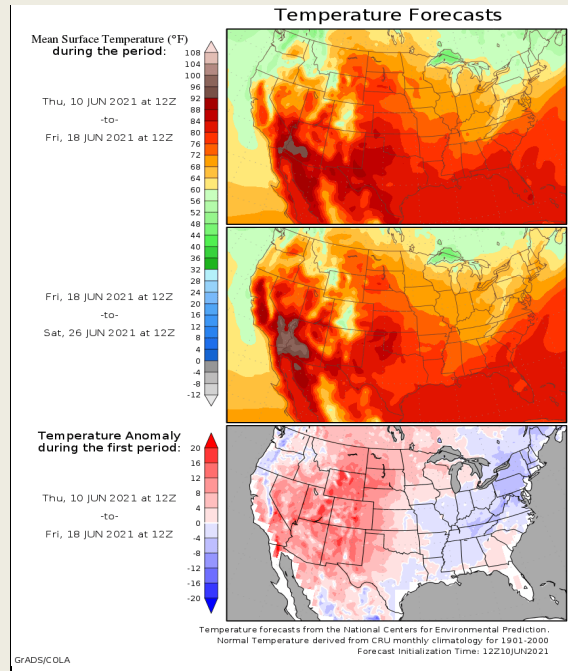 Temperature Forecasts
Mean Surface Temperature (°F)
during the period:
Thu, 10 JUN 2021 at 12Z
-to-
Fri, 18 JUN 2021 at 12Z
108
104
100
96
92
88
84
80
76
72
68
64
60
56
52
48
44
40
36
32
28
24
20
16
12
8
4
0
-4
-8
-12
Fri, 18 JUN 2021 at 12Z
-to-
Sat, 26 JUN 2021 at 12Z
Temperature Anomaly
during the first period:
Thu, 10 JUN 2021 at 12Z
-to-
Fri, 18 JUN 2021 at 12Z
20
16
12
8
4
0
-4
-8
-12
-16
-20
Temperature forecasts from the National Centers for Environmental Prediction.
Normal Temperature derived from CRU monthly climatology for 1901-2000
Forecast Initialization Time: 12Z10JUN2021
GrADS/COLA